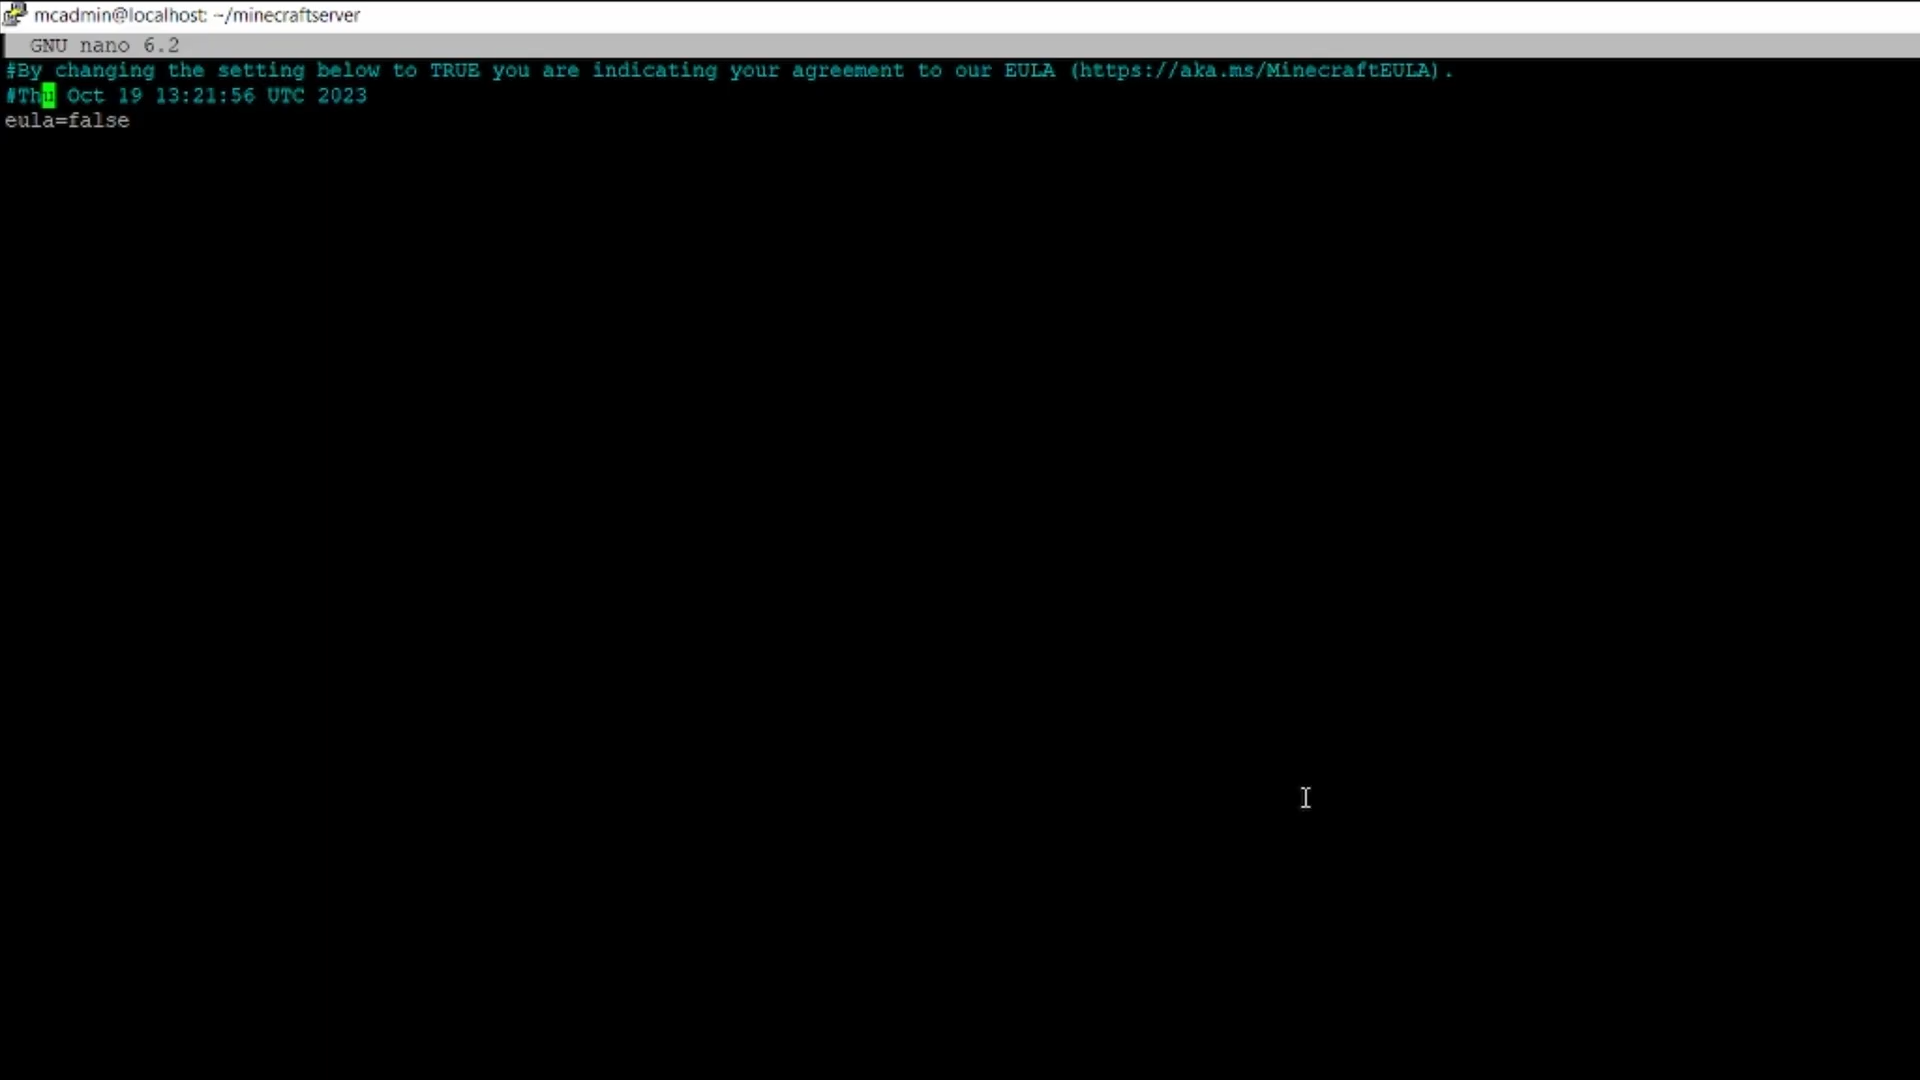 mcadmin@localhost: ~/minecraftserver
GNU nano 6.2
#By changing the setting below to TRUE you are indicating your agreement to our EULA (https://aka.ms/MinecraftEULA).
#Thu Oct 19 13:21:56 UTC 2023
eula=false